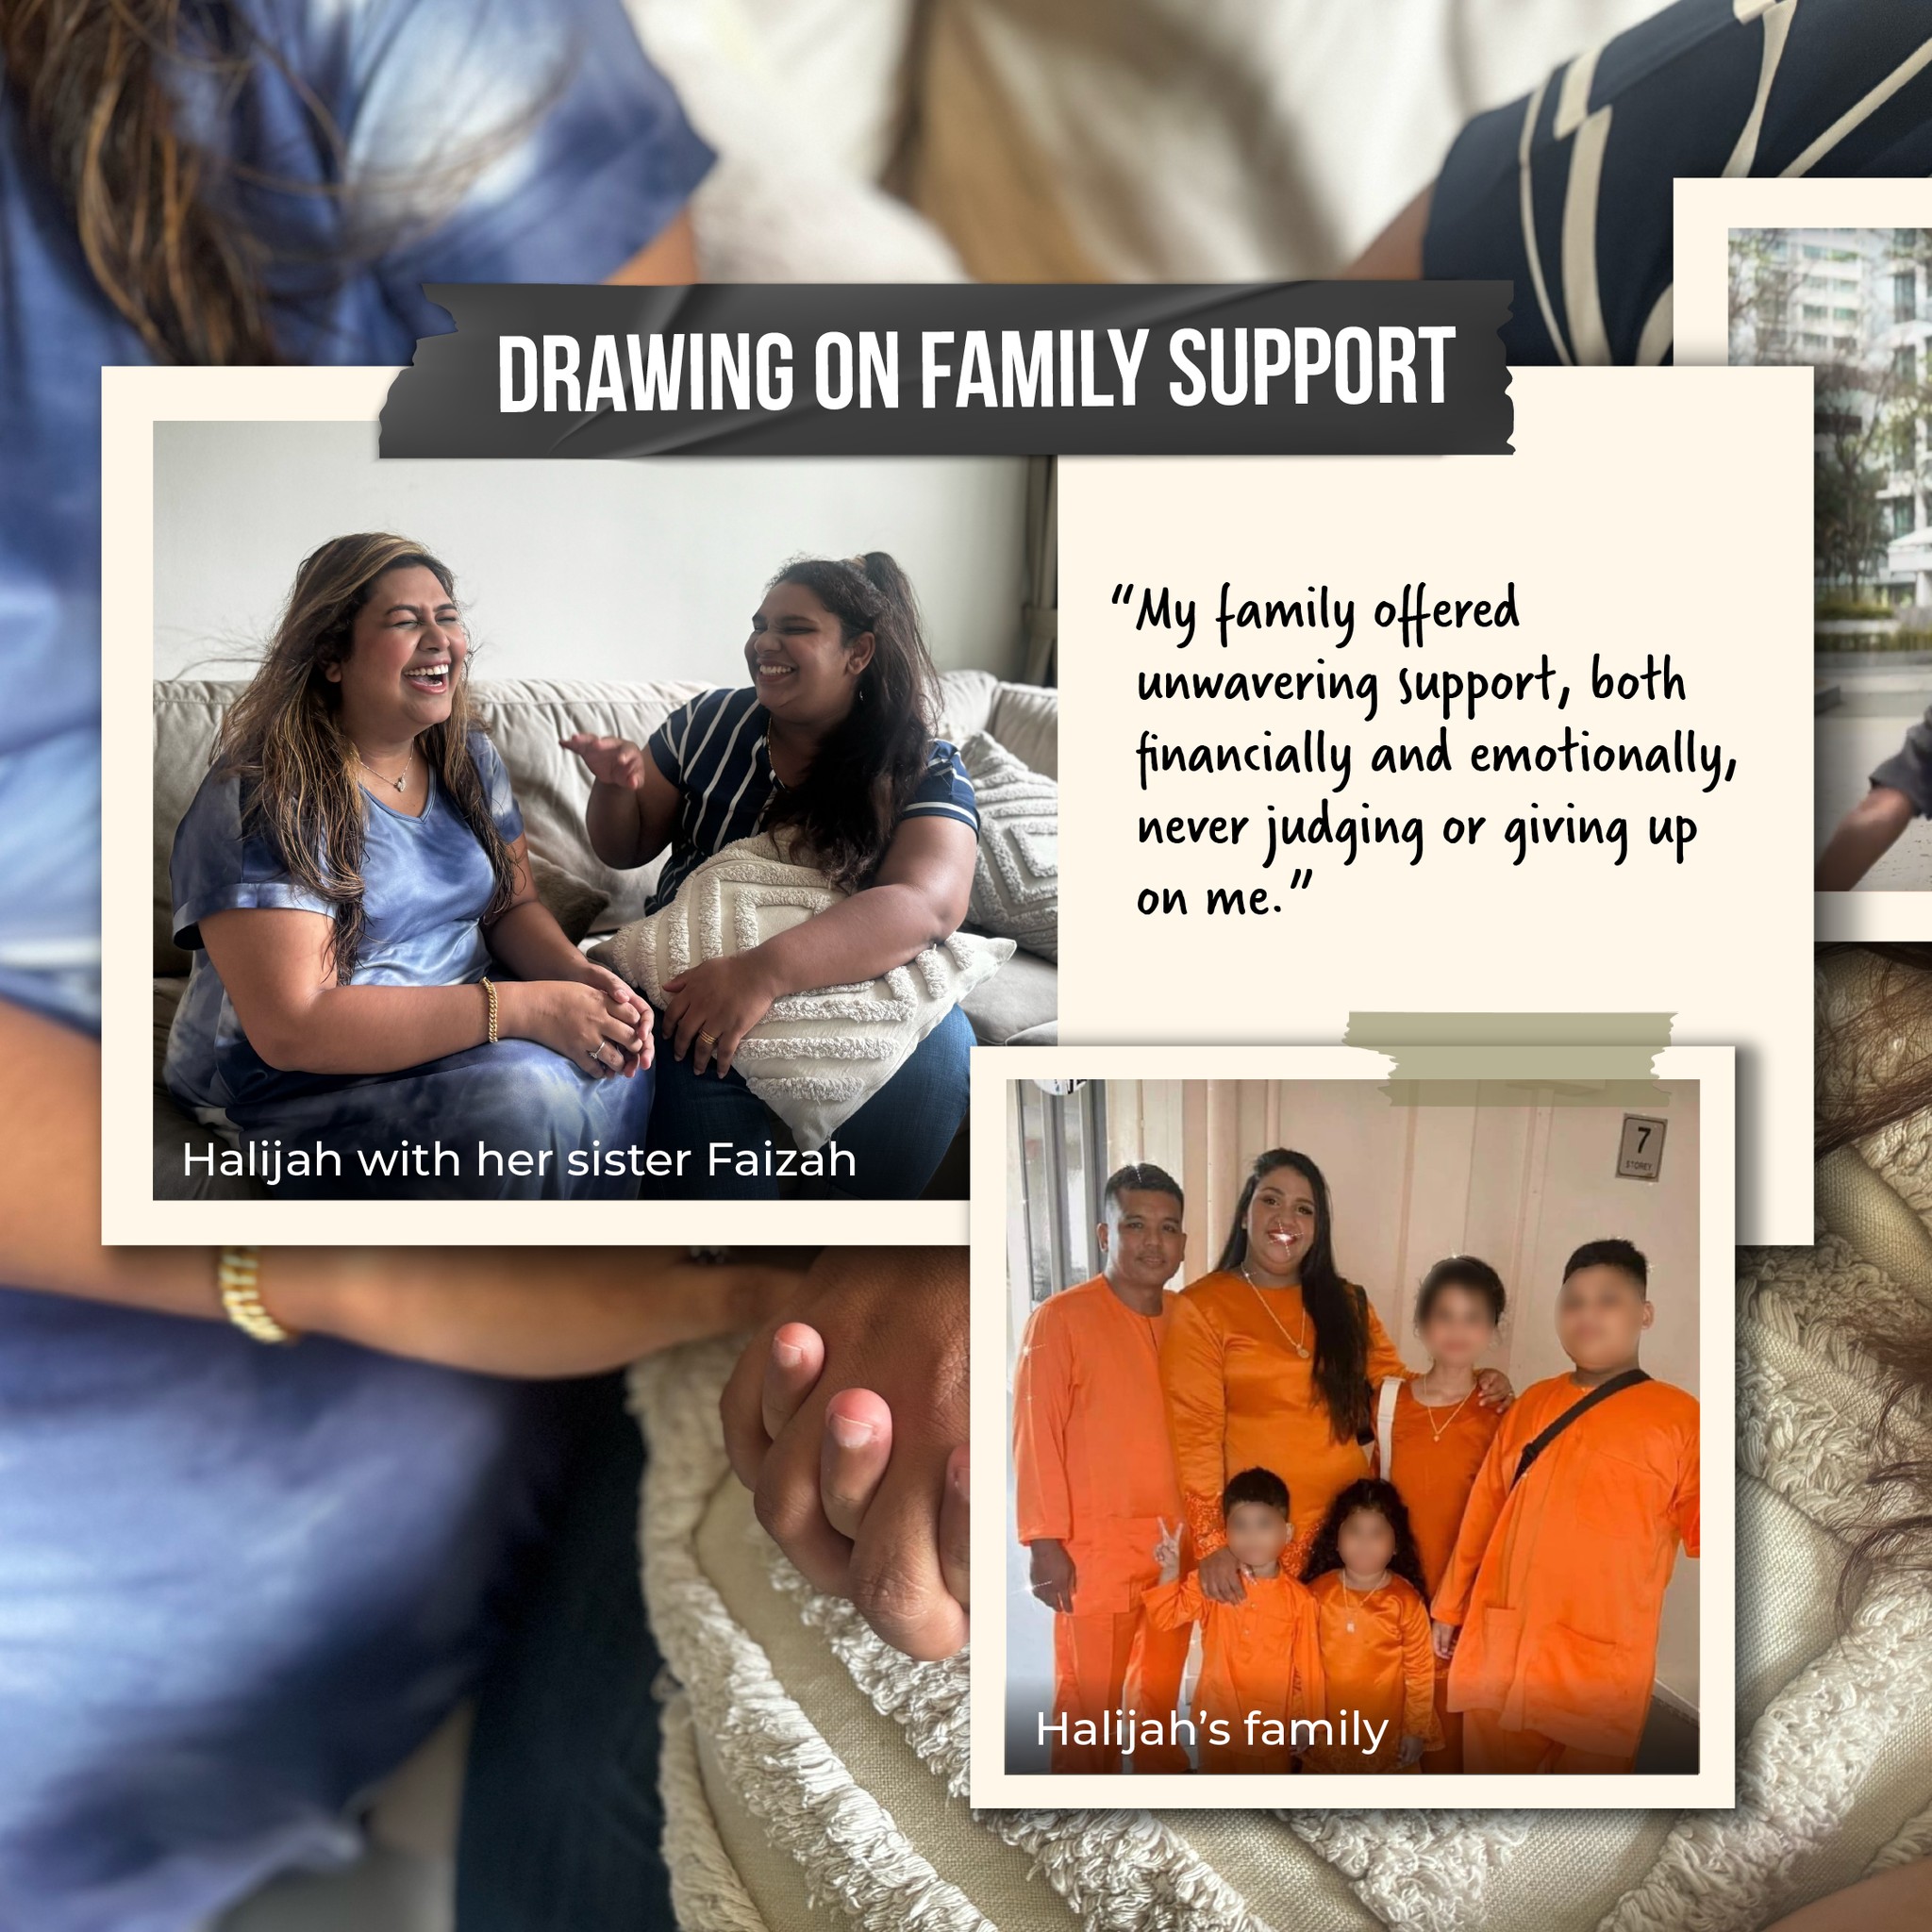 DRAWING ON FAMILY SUPPORT
“My family offered
unwavering support, both
financially and emotionally,
never judging or giving up
on me.”
Halijah with her sister Faizah
7
STOREY
Halijah’s family